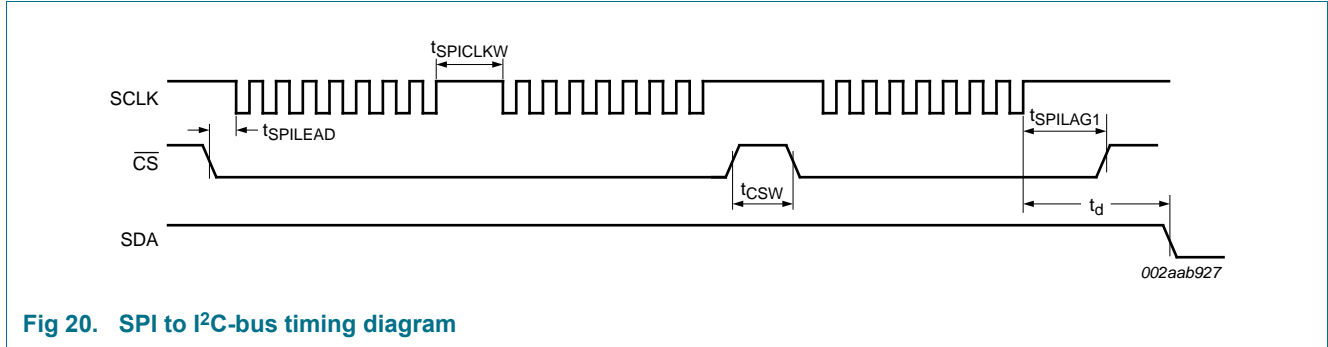 tSPICLKW
SCLK
tSPILEAD
tSPILAG1
CS
tCSW
td
SDA
002aab927
Fig 20. SPI to I2C-bus timing diagram